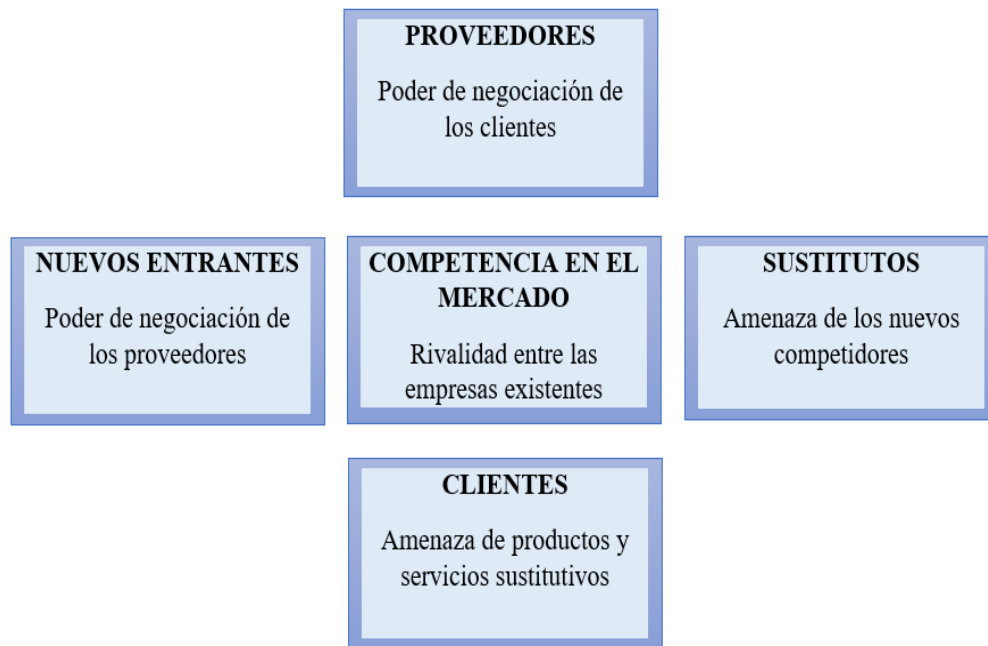 PROVEEDORES
Poder de negociación de
los clientes
NUEVOS ENTRANTES
Poder de negociación de
los proveedores
COMPETENCIA EN EL
MERCADO
Rivalidad entre las
empresas existentes
SUSTITUTOS
Amenaza de los nuevos
competidores
CLIENTES
Amenaza de productos y
servicios sustitutivos